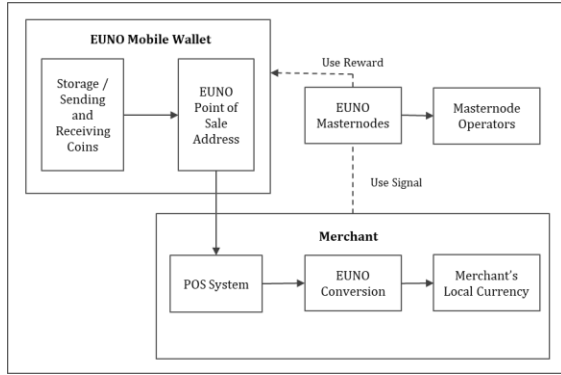 EUNO Mobile Wallet
Storage /
Sending
and
Receiving
Coins
EUNO
Point of
Sale
Address
Use Reward
EUNO
Masternodes
Masternode
Operators
Use Signal
Merchant
POS System
EUNO
Conversion
Merchant's
Local Currency